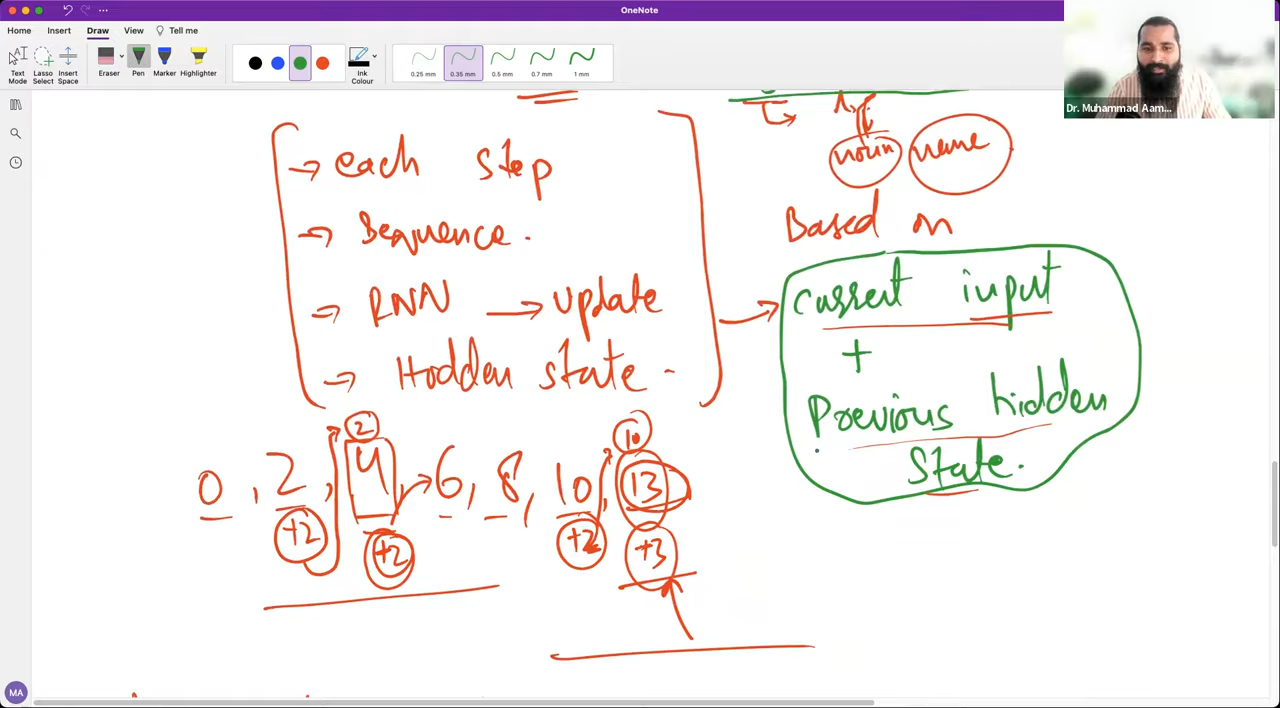 OneNote
Home Insert Draw View Tell me
Text Mode
Lasso Select
Insert Space
Eraser
Pen
Marker
Highlighter
Ink Colour
0.25 mm
0.35 mm
0.5 mm
0.7 mm
1 mm
Dr. Muhammad Aam...
noun name
→ each step
→ Sequence.
→ RNN → update
→ Hodden state.
Based on
Current input
+
Previous hidden
state.
2 10
0, 2, 4 → 6, 8, 10, 13
+2 +2 +2 +3
MA